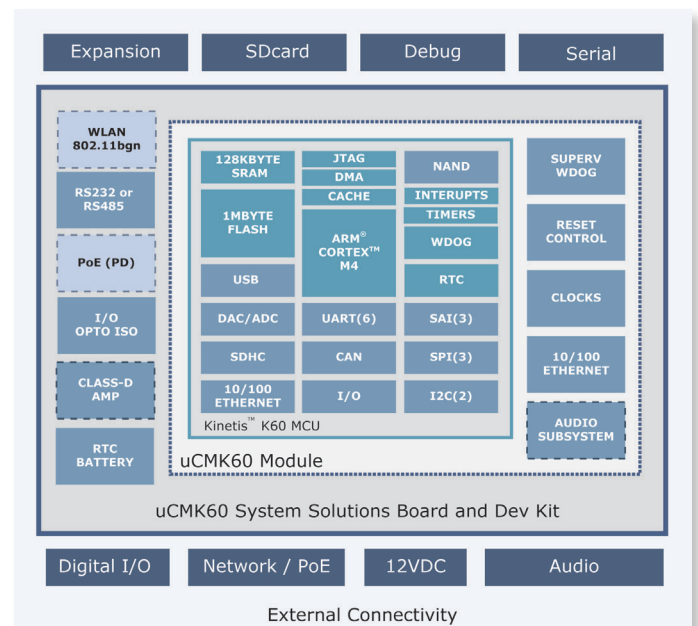 Expansion
SDcard
Debug
Serial
WLAN
802.11bgn
RS232 or
RS485
PoE (PD)
I/O
OPTO ISO
CLASS-D
AMP
RTC
BATTERY
128KBYTE
SRAM
1MBYTE
FLASH
USB
DAC/ADC
SDHC
10/100
ETHERNET
JTAG
DMA
CACHE
ARM®
CORTEX™
M4
UART(6)
CAN
I/O
NAND
INTERUPTS
TIMERS
WDOG
RTC
SAI(3)
SPI(3)
I2C(2)
Kinetis™ K60 MCU
uCMK60 Module
SUPERV
WDOG
RESET
CONTROL
CLOCKS
10/100
ETHERNET
AUDIO
SUBSYSTEM
uCMK60 System Solutions Board and Dev Kit
Digital I/O
Network / PoE
12VDC
Audio
External Connectivity